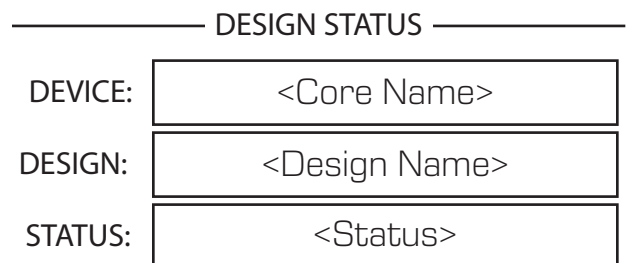 DESIGN STATUS
DEVICE: <Core Name>
DESIGN: <Design Name>
STATUS: <Status>